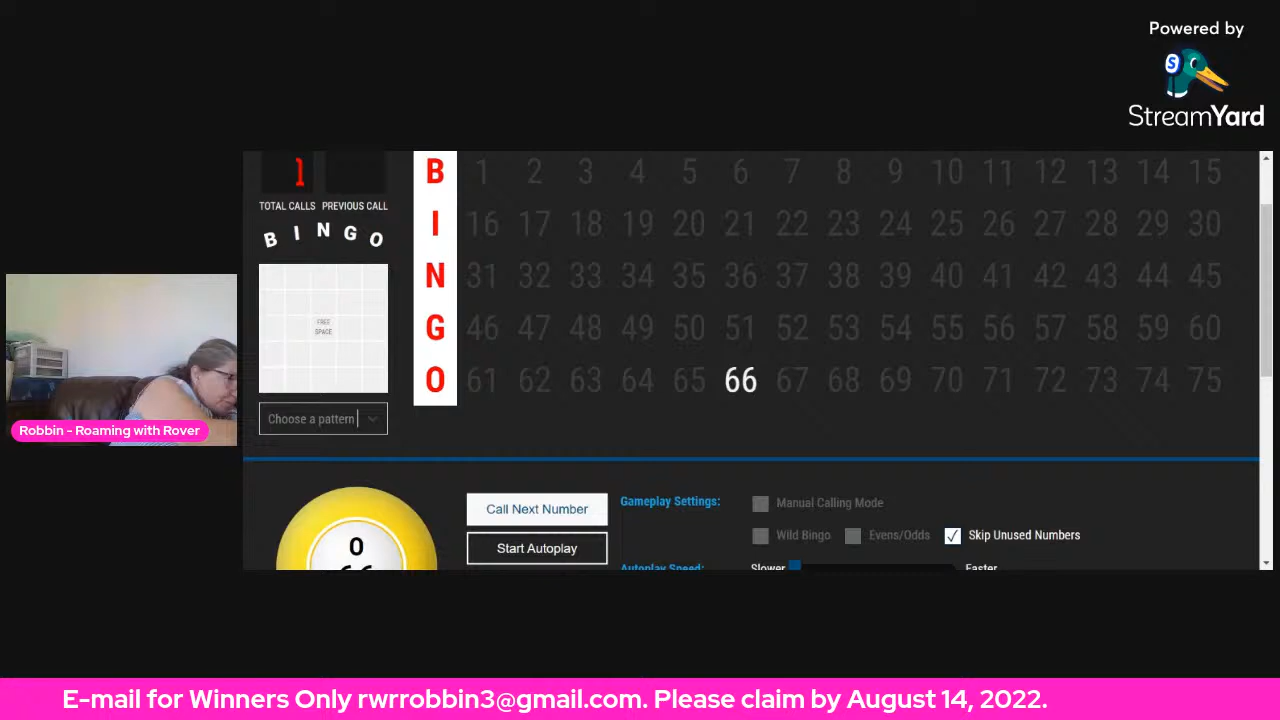 Powered by
S
StreamYard
1
TOTAL CALLS PREVIOUS CALL
B I N G O
FREE
SPACE
Choose a pattern
B 1 2 3 4 5 6 7 8 9 10 11 12 13 14 15
I 16 17 18 19 20 21 22 23 24 25 26 27 28 29 30
N 31 32 33 34 35 36 37 38 39 40 41 42 43 44 45
G 46 47 48 49 50 51 52 53 54 55 56 57 58 59 60
O 61 62 63 64 65 66 67 68 69 70 71 72 73 74 75
Robbin - Roaming with Rover
O
66
Call Next Number
Start Autoplay
Gameplay Settings:
Manual Calling Mode
Wild Bingo Evens/Odds Skip Unused Numbers
Autoplay Speed: Slower Faster
E-mail for Winners Only rwrrobbin3@gmail.com. Please claim by August 14, 2022.